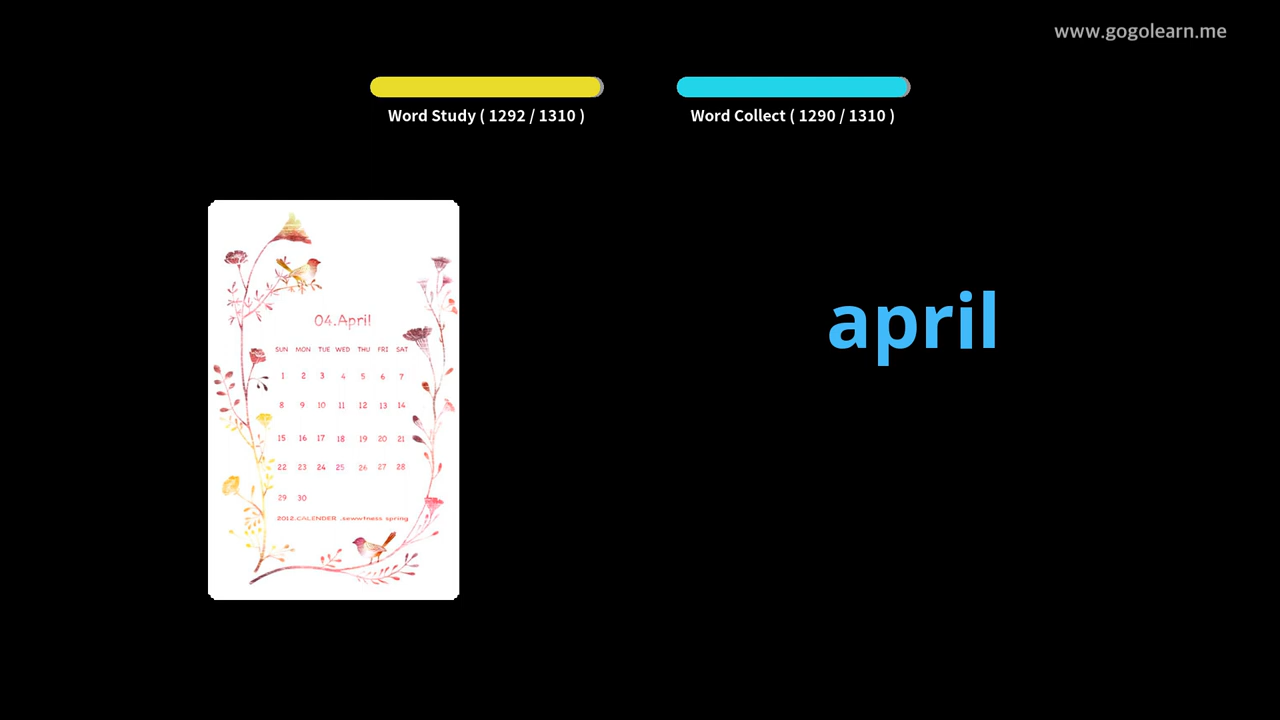 www.gogolearn.me
Word Study ( 1292 / 1310 )
Word Collect ( 1290 / 1310 )
04.April
SUN MON TUE WED THU FRI SAT
1 2 3 4 5 6 7
8 9 10 11 12 13 14
15 16 17 18 19 20 21
22 23 24 25 26 27 28
29 30
2012.CALENDER .sewwtness spring
april